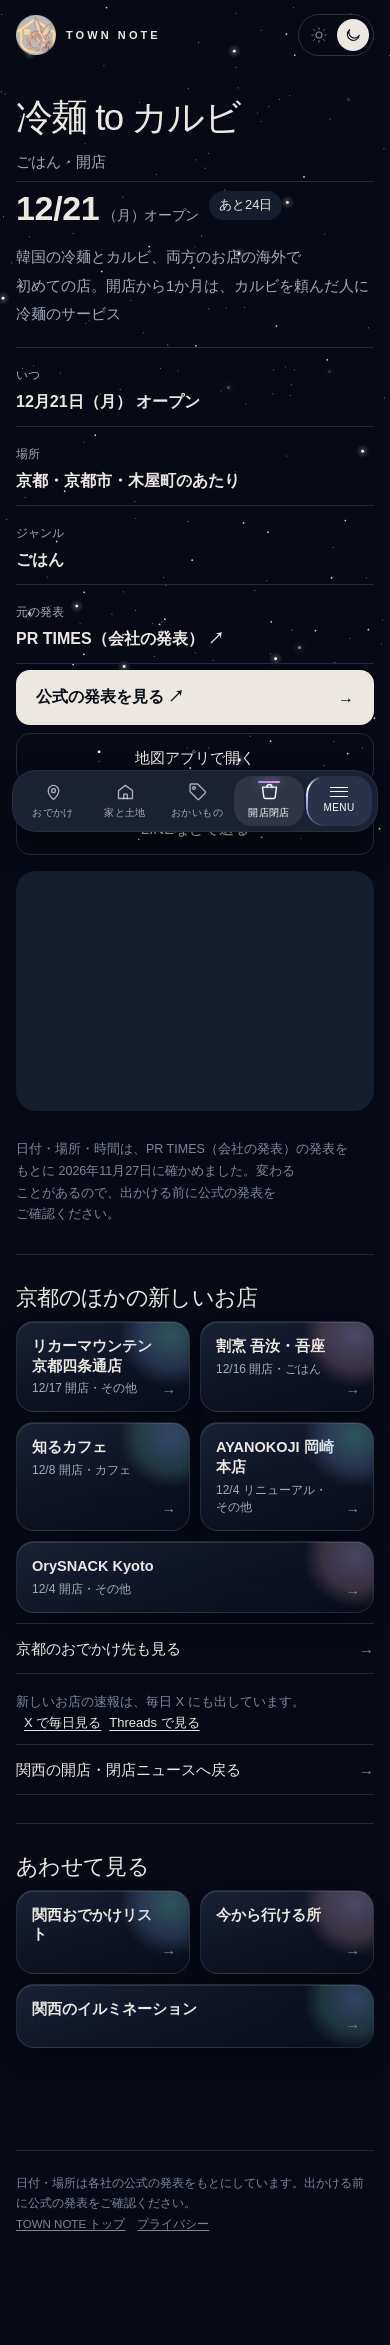 TOWN NOTE
冷麺 to カルビ
ごはん・開店
12/21（月）オープン あと24日
韓国の冷麺とカルビ、両方のお店の海外で
初めての店。開店から1か月は、カルビを頼んだ人に
冷麺のサービス
いつ
12月21日（月） オープン
場所
京都・京都市・木屋町のあたり
ジャンル
ごはん
元の発表
PR TIMES（会社の発表） ↗
公式の発表を見る ↗ →
地図アプリで開く
おでかけ 家と土地 おかいもの 開店閉店 MENU
日付・場所・時間は、PR TIMES（会社の発表）の発表を
もとに 2026年11月27日に確かめました。変わる
ことがあるので、出かける前に公式の発表を
ご確認ください。
京都のほかの新しいお店
リカーマウンテン
京都四条通店
12/17 開店・その他 →
割烹 吾汝・吾座
12/16 開店・ごはん
→
知るカフェ
12/8 開店・カフェ
→
AYANOKOJI 岡崎
本店
12/4 リニューアル・
その他 →
OrySNACK Kyoto
12/4 開店・その他 →
京都のおでかけ先も見る →
新しいお店の速報は、毎日 X にも出しています。
X で毎日見る Threads で見る
関西の開店・閉店ニュースへ戻る →
あわせて見る
関西おでかけリス
ト →
今から行ける所
→
関西のイルミネーション
→
日付・場所は各社の公式の発表をもとにしています。出かける前
に公式の発表をご確認ください。
TOWN NOTE トップ プライバシー